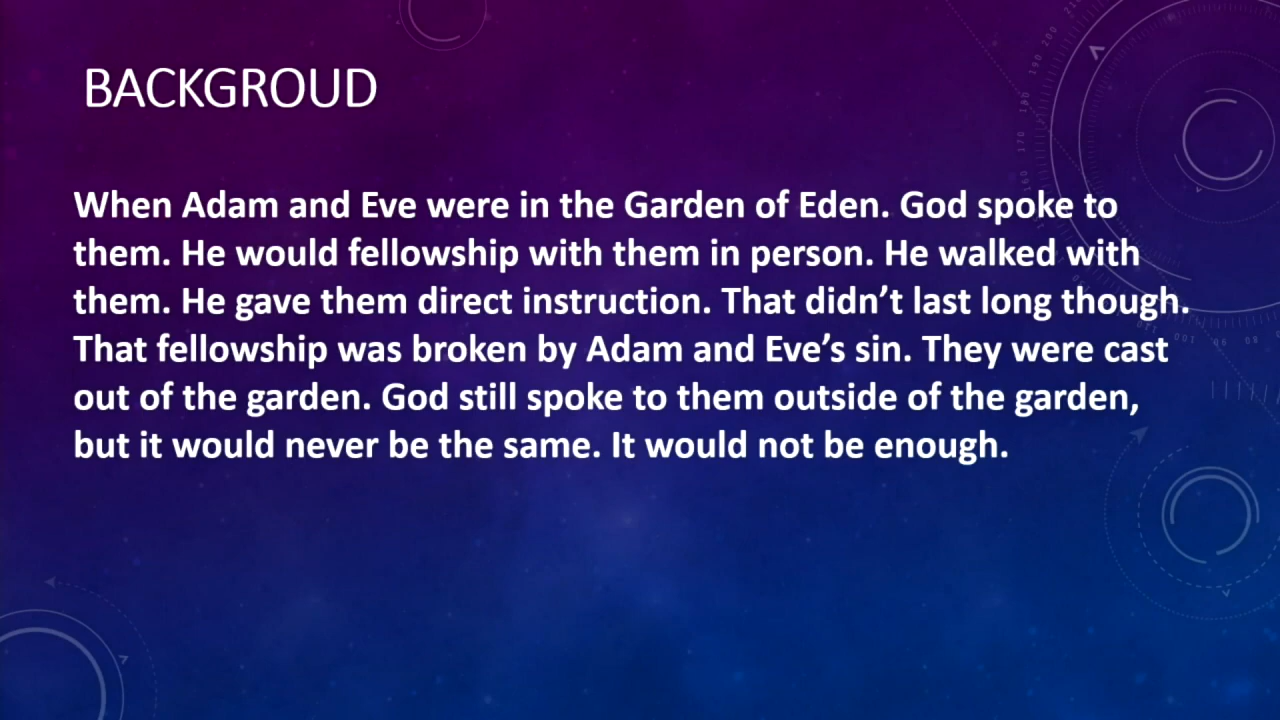 BACKGROUD
When Adam and Eve were in the Garden of Eden. God spoke to
them. He would fellowship with them in person. He walked with
them. He gave them direct instruction. That didn’t last long though.
That fellowship was broken by Adam and Eve’s sin. They were cast
out of the garden. God still spoke to them outside of the garden,
but it would never be the same. It would not be enough.